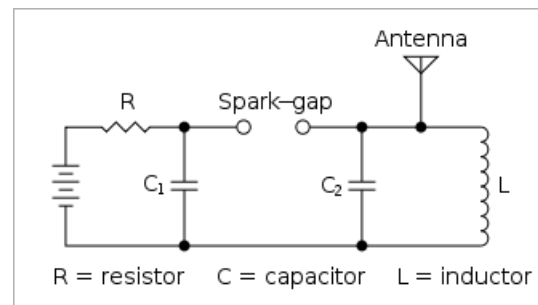 Antenna
R
Spark−gap
C₁
C₂
L
R = resistor C = capacitor L = inductor